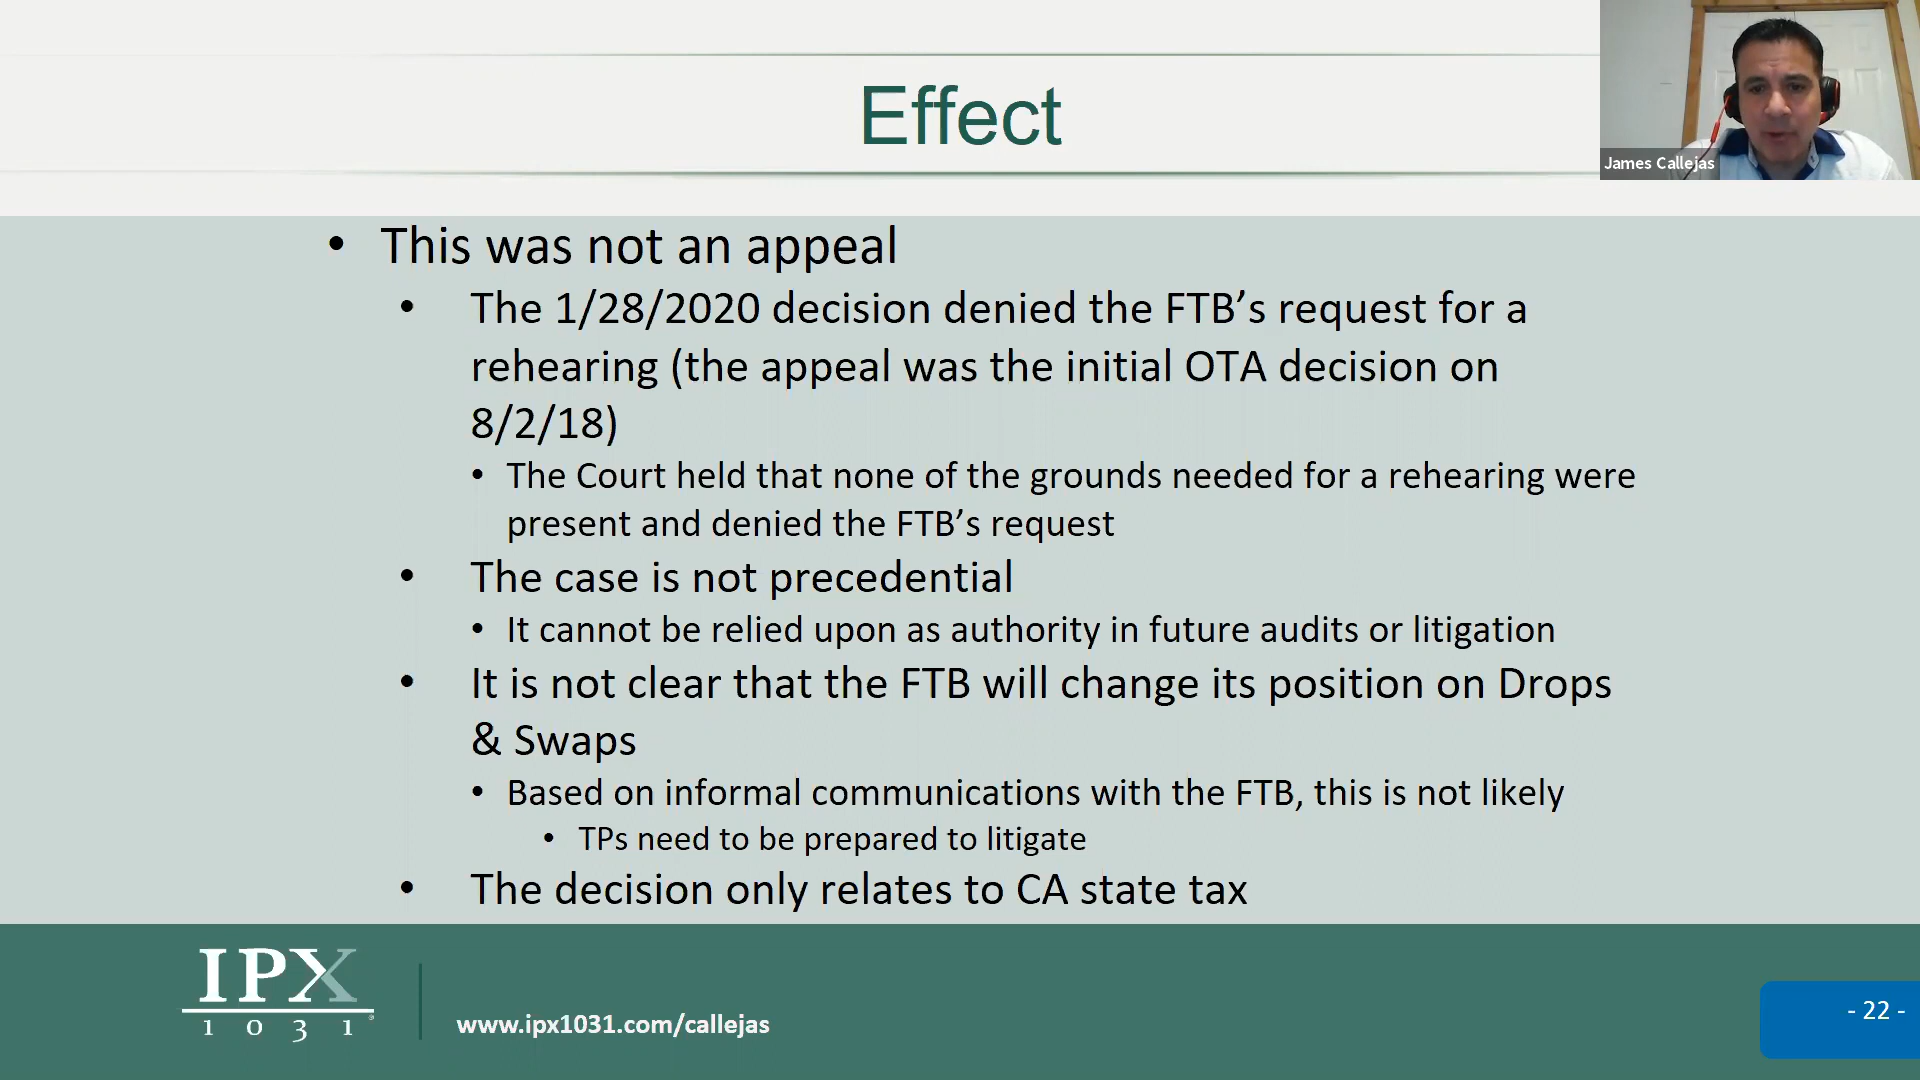 Effect
James Callejas
• This was not an appeal
• The 1/28/2020 decision denied the FTB’s request for a
rehearing (the appeal was the initial OTA decision on
8/2/18)
• The Court held that none of the grounds needed for a rehearing were
present and denied the FTB’s request
• The case is not precedential
• It cannot be relied upon as authority in future audits or litigation
• It is not clear that the FTB will change its position on Drops
& Swaps
• Based on informal communications with the FTB, this is not likely
• TPs need to be prepared to litigate
• The decision only relates to CA state tax
IPX
1031®
www.ipx1031.com/callejas
- 22 -